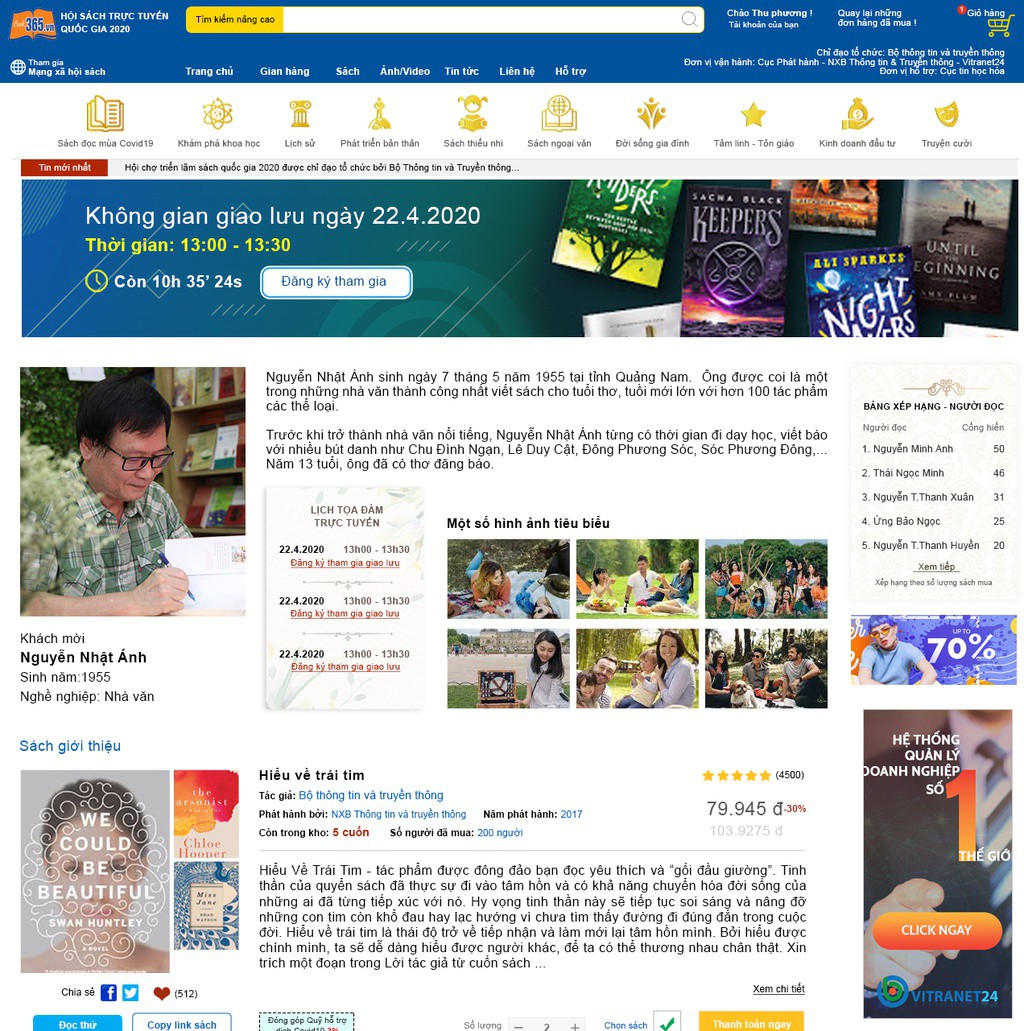 Book 365.vn
HỘI SÁCH TRỰC TUYẾN
QUỐC GIA 2020
Tìm kiếm nâng cao
Chào Thu phương !
Tài khoản của bạn
Quay lại những
đơn hàng đã mua !
1 Giỏ hàng
Tham gia
Mạng xã hội sách
Trang chủ Gian hàng Sách Ảnh/Video Tin tức Liên hệ Hỗ trợ
Chỉ đạo tổ chức: Bộ thông tin và truyền thông
Đơn vị vận hành: Cục Phát hành - NXB Thông tin & Truyền thông - Vitranet24
Đơn vị hỗ trợ: Cục tin học hóa
Sách đọc mùa Covid19 Khám phá khoa học Lịch sử Phát triển bản thân Sách thiếu nhi Sách ngoại văn Đời sống gia đình Tâm linh - Tôn giáo Kinh doanh đầu tư Truyện cười
Tin mới nhất Hội chợ triển lãm sách quốc gia 2020 được chỉ đạo tổ chức bởi Bộ Thông tin và Truyền thông...
Không gian giao lưu ngày 22.4.2020
Thời gian: 13:00 - 13:30
Còn 10h 35' 24s Đăng ký tham gia
SACHA BLACK
KEEPERS
ALI SPARKES
NIGHT
UNTIL
THE
BEGINNING
AMY PLUM
Nguyễn Nhật Ánh sinh ngày 7 tháng 5 năm 1955 tại tỉnh Quảng Nam. Ông được coi là một
trong những nhà văn thành công nhất viết sách cho tuổi thơ, tuổi mới lớn với hơn 100 tác phẩm
các thể loại.
Trước khi trở thành nhà văn nổi tiếng, Nguyễn Nhật Ánh từng có thời gian đi dạy học, viết báo
với nhiều bút danh như Chu Đình Ngạn, Lê Duy Cật, Đông Phương Sóc, Sóc Phương Đông,...
Năm 13 tuổi, ông đã có thơ đăng báo.
LỊCH TỌA ĐÀM
TRỰC TUYẾN
22.4.2020 13h00 - 13h30
Đăng ký tham gia giao lưu
22.4.2020 13h00 - 13h30
Đăng ký tham gia giao lưu
22.4.2020 13h00 - 13h30
Đăng ký tham gia giao lưu
Một số hình ảnh tiêu biểu
BẢNG XẾP HẠNG - NGƯỜI ĐỌC
Người đọc Cống hiến
1. Nguyễn Minh Anh 50
2. Thái Ngọc Minh 46
3. Nguyễn T.Thanh Xuân 31
4. Ứng Bảo Ngọc 25
5. Nguyễn T.Thanh Huyền 20
Xem tiếp
Xếp hạng theo số lượng sách mua
UP TO
70%
Khách mời
Nguyễn Nhật Ánh
Sinh năm:1955
Nghề nghiệp: Nhà văn
HỆ THỐNG
QUẢN LÝ
DOANH NGHIỆP
SỐ 1
THẾ GIỚ
CLICK NGAY
VITRANET24
Sách giới thiệu
WE
COULD
BE
BEAUTIFUL
SWAN HUNTLEY
A NOVEL
the
arsonist
Chloe
Hooper
Miss
Jane
BRAD
WATSON
Hiểu về trái tim
(4500)
Tác giả: Bộ thông tin và truyền thông
Phát hành bởi: NXB Thông tin và truyền thông Năm phát hành: 2017
Còn trong kho: 5 cuốn Số người đã mua: 200 người
79.945 đ -30%
103.9275 đ
Hiểu Về Trái Tim - tác phẩm được đông đảo bạn đọc yêu thích và “gối đầu giường”. Tinh
thần của quyển sách đã thực sự đi vào tâm hồn và có khả năng chuyển hóa đời sống của
những ai đã từng tiếp xúc với nó. Hy vọng tinh thần này sẽ tiếp tục soi sáng và nâng đỡ
những con tim còn khổ đau hay lạc hướng vì chưa tìm thấy đường đi đúng đắn trong cuộc
đời. Hiểu về trái tim là thái độ trở về tiếp nhận và làm mới lại tâm hồn mình. Bởi hiểu được
chính mình, ta sẽ dễ dàng hiểu được người khác, để ta có thể thương nhau chân thật. Xin
trích một đoạn trong Lời tác giả từ cuốn sách ...
Xem chi tiết
Chia sẻ (512)
Đọc thử Copy link sách
Đóng góp Quỹ hỗ trợ
dịch Covid19 3%
Số lượng − 2 + Chọn sách Thanh toán ngay